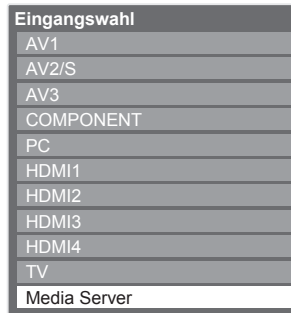 Eingangswahl
AV1
AV2/S
AV3
COMPONENT
PC
HDMI1
HDMI2
HDMI3
HDMI4
TV
Media Server